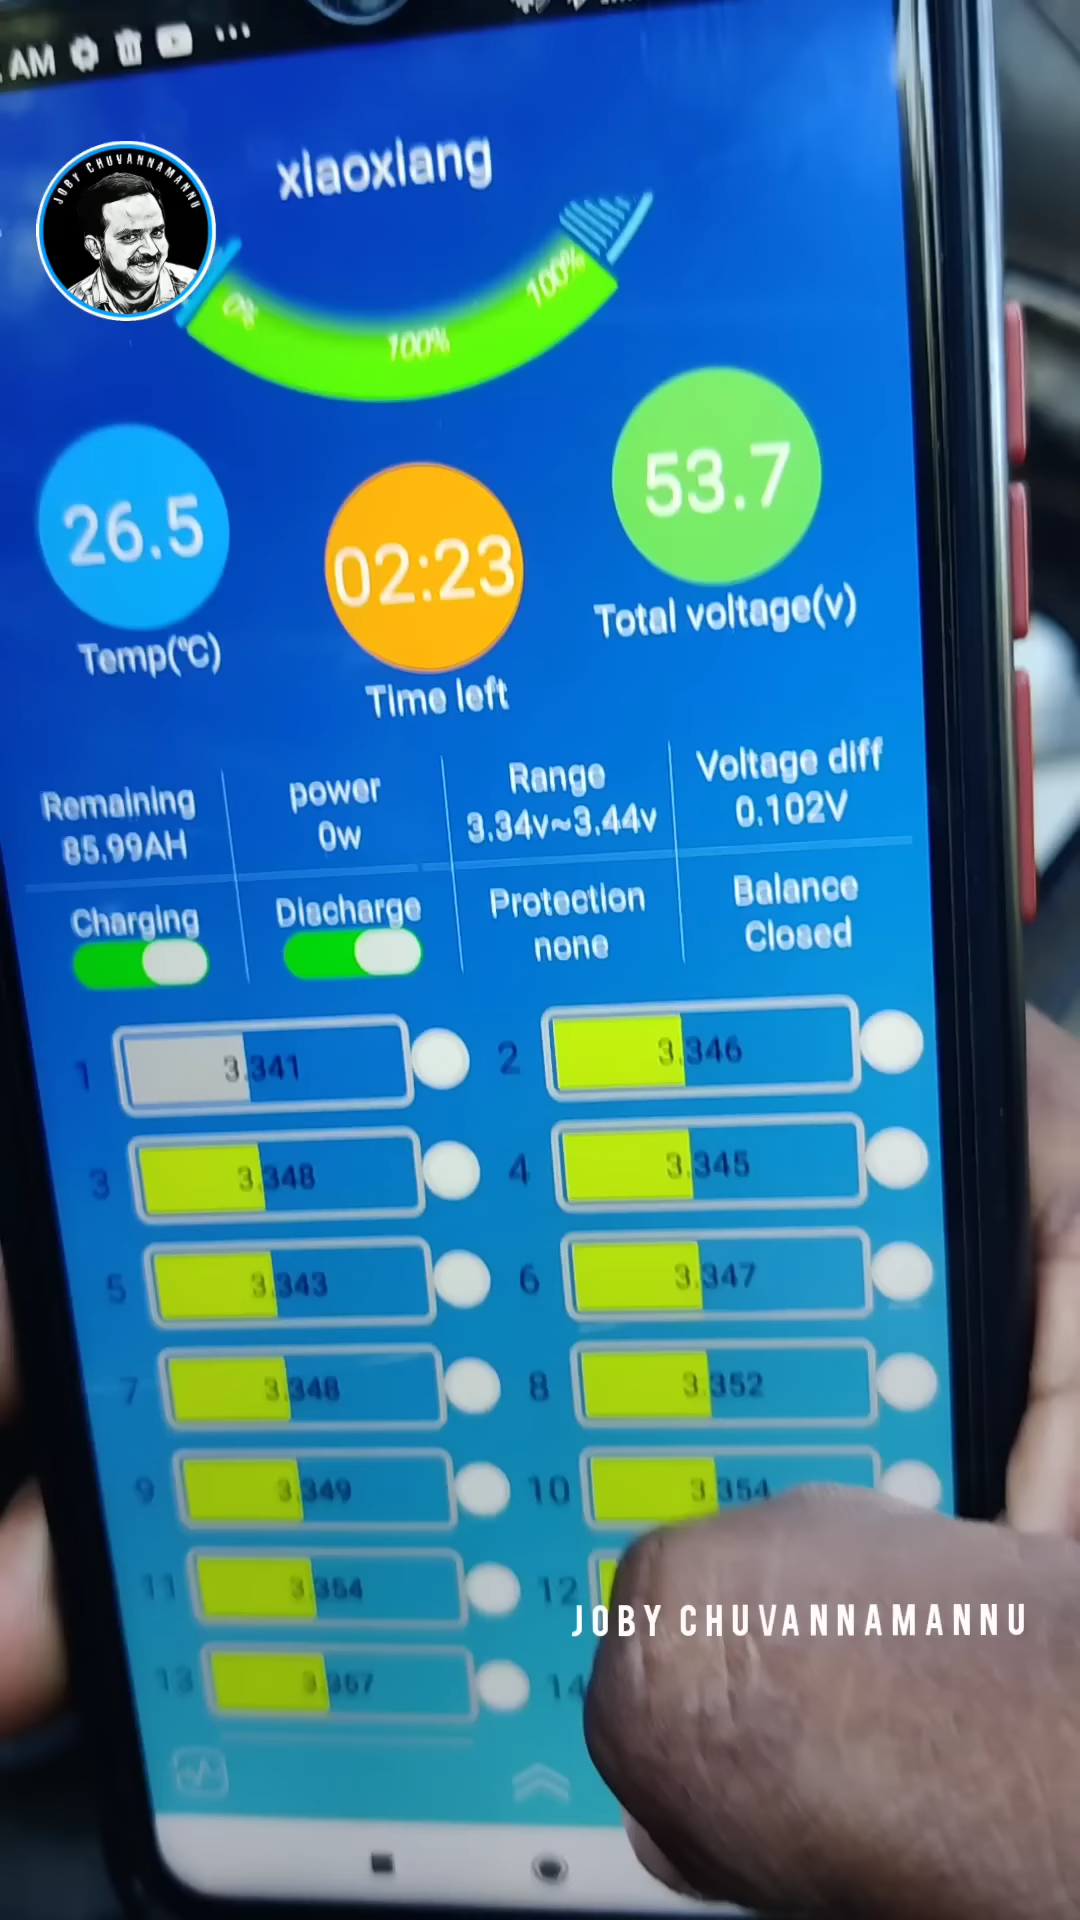 AM
JOBY CHUVANNAMANNU
xiaoxiang
0%
100%
100%
26.5
02:23
53.7
Temp(℃)
Time left
Total voltage(v)
Remaining
power
Range
Voltage diff
85.99AH
0w
3.34v~3.44v
0.102V
Charging
Discharge
Protection
Balance
none
Closed
1 3.341
2 3.346
3 3.348
4 3.345
5 3.343
6 3.347
7 3.348
8 3.352
9 3.349
10 3.354
11 3.354
12
JOBY CHUVANNAMANNU
13
14